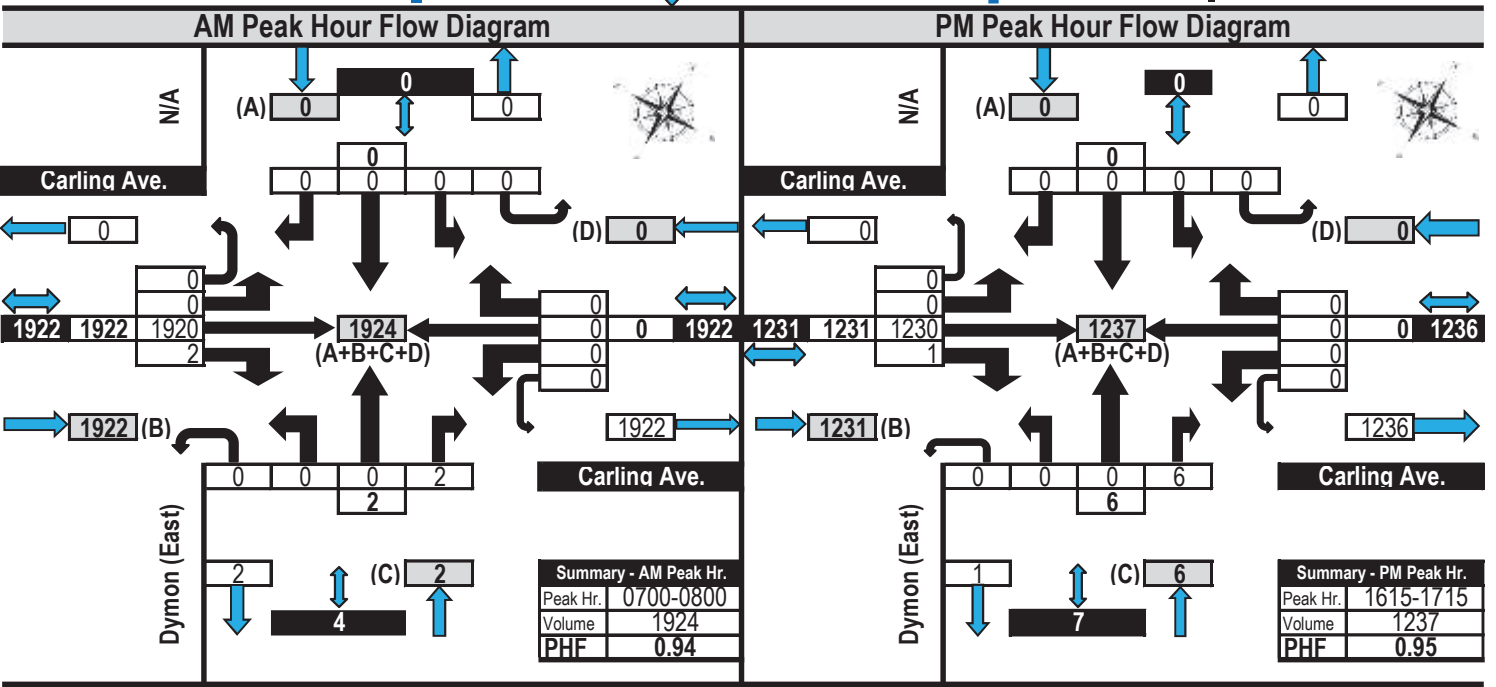 AM Peak Hour Flow Diagram
N/A
0
(A) 0
0
0
0 0 0 0
Carling Ave.
0
(D) 0
0
0
1922 1922 1920
2
1924
(A+B+C+D)
0
0 0 1922
0
0
1922 (B)
1922
0 0 0 2
2
Carling Ave.
Dymon (East)
2
(C) 2
4
Summary - AM Peak Hr.
Peak Hr. 0700-0800
Volume 1924
PHF 0.94
PM Peak Hour Flow Diagram
N/A
0
(A) 0
0
0
0 0 0 0
Carling Ave.
0
(D) 0
0
0
1231 1231 1230
1
1237
(A+B+C+D)
0
0 0 1236
0
0
1231 (B)
1236
0 0 0 6
6
Carling Ave.
Dymon (East)
1
(C) 6
7
Summary - PM Peak Hr.
Peak Hr. 1615-1715
Volume 1237
PHF 0.95